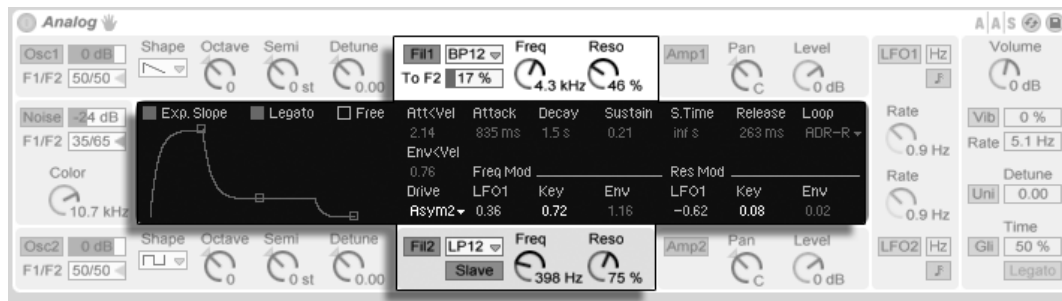 Analog
A|A|S
Osc1 0 dB Shape Octave Semi Detune
F1/F2 50/50 0 0 st 0.00
Fil1 BP12 Freq Reso
To F2 17 % 4.3 kHz 46 %
Amp1 Pan Level
C 0 dB
LFO1 Hz
Volume
0 dB
Noise -24 dB
F1/F2 35/65
Color
10.7 kHz
Exp. Slope Legato Free
Att<Vel Attack Decay Sustain S.Time Release Loop
2.14 835 ms 1.5 s 0.21 inf s 263 ms ADR-R
Env<Vel
0.76 Freq Mod Res Mod
Drive LFO1 Key Env LFO1 Key Env
Asym2 0.36 0.72 1.16 -0.62 0.08 0.02
Rate
0.9 Hz
Rate
0.9 Hz
Vib 0 %
Rate 5.1 Hz
Detune
Uni 0.00
Time
Gli 50 %
Legato
Osc2 0 dB Shape Octave Semi Detune
F1/F2 50/50 0 0 st 0.00
Fil2 LP12 Freq Reso
Slave 398 Hz 75 %
Amp2 Pan Level
C 0 dB
LFO2 Hz